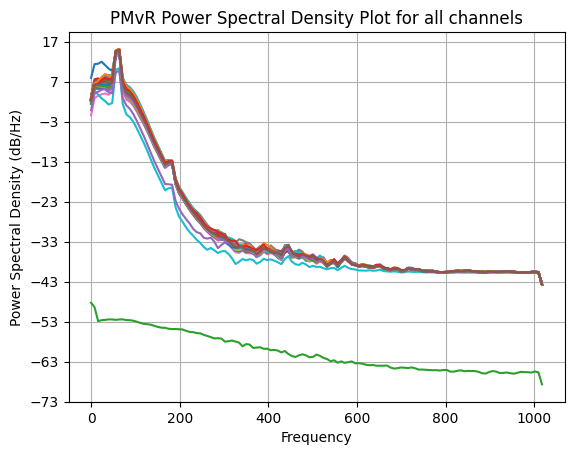 PMvR Power Spectral Density Plot for all channels
Power Spectral Density (dB/Hz)
17
7
−3
−13
−23
−33
−43
−53
−63
−73
0 200 400 600 800 1000
Frequency